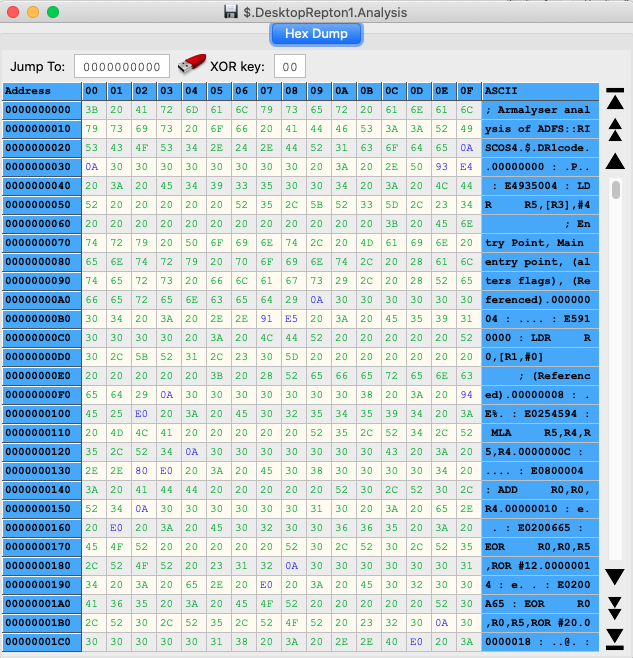 $.DesktopRepton1.Analysis
Hex Dump
Jump To: 0000000000 XOR key: 00
Address 00 01 02 03 04 05 06 07 08 09 0A 0B 0C 0D 0E 0F ASCII
0000000000 3B 20 41 72 6D 61 6C 79 73 65 72 20 61 6E 61 6C ; Armalyser anal
0000000010 79 73 69 73 20 6F 66 20 41 44 46 53 3A 3A 52 49 ysis of ADFS::RI
0000000020 53 43 4F 53 34 2E 24 2E 44 52 31 63 6F 64 65 0A SCOS4.$.DR1code.
0000000030 0A 30 30 30 30 30 30 30 30 20 3A 20 2E 50 93 E4 .00000000 : .P..
0000000040 20 3A 20 45 34 39 33 35 30 30 34 20 3A 20 4C 44 : E4935004 : LD
0000000050 52 20 20 20 20 20 52 35 2C 5B 52 33 5D 2C 23 34 R     R5,[R3],#4
0000000060 20 20 20 20 20 20 20 20 20 20 20 20 3B 20 45 6E ; En
0000000070 74 72 79 20 50 6F 69 6E 74 2C 20 4D 61 69 6E 20 try Point, Main
0000000080 65 6E 74 72 79 20 70 6F 69 6E 74 2C 20 28 61 6C entry point, (al
0000000090 74 65 72 73 20 66 6C 61 67 73 29 2C 20 28 52 65 ters flags), (Re
00000000A0 66 65 72 65 6E 63 65 64 29 0A 30 30 30 30 30 30 ferenced).000000
00000000B0 30 34 20 3A 20 2E 2E 91 E5 20 3A 20 45 35 39 31 04 : .... : E591
00000000C0 30 30 30 30 20 3A 20 4C 44 52 20 20 20 20 20 52 0000 : LDR     R
00000000D0 30 2C 5B 52 31 2C 23 30 5D 20 20 20 20 20 20 20 0,[R1,#0]
00000000E0 20 20 20 20 20 3B 20 28 52 65 66 65 72 65 6E 63 ; (Referenc
00000000F0 65 64 29 0A 30 30 30 30 30 30 30 38 20 3A 20 94 ed).00000008 : .
0000000100 45 25 E0 20 3A 20 45 30 32 35 34 35 39 34 20 3A E%. : E0254594 :
0000000110 20 4D 4C 41 20 20 20 20 20 52 35 2C 52 34 2C 52 MLA     R5,R4,R
0000000120 35 2C 52 34 0A 30 30 30 30 30 30 30 43 20 3A 20 5,R4.0000000C :
0000000130 2E 2E 80 E0 20 3A 20 45 30 38 30 30 30 30 34 20 .... : E0800004
0000000140 3A 20 41 44 44 20 20 20 20 20 52 30 2C 52 30 2C : ADD     R0,R0,
0000000150 52 34 0A 30 30 30 30 30 30 31 30 20 3A 20 65 2E R4.00000010 : e.
0000000160 20 E0 20 3A 20 45 30 32 30 30 36 36 35 20 3A 20 . : E0200665 :
0000000170 45 4F 52 20 20 20 20 20 52 30 2C 52 30 2C 52 35 EOR     R0,R0,R5
0000000180 2C 52 4F 52 20 23 31 32 0A 30 30 30 30 30 30 31 ,ROR #12.0000001
0000000190 34 20 3A 20 65 2E 20 E0 20 3A 20 45 30 32 30 30 4 : e. . : E0200
00000001A0 41 36 35 20 3A 20 45 4F 52 20 20 20 20 20 52 30 A65 : EOR     R0
00000001B0 2C 52 30 2C 52 35 2C 52 4F 52 20 23 32 30 0A 30 ,R0,R5,ROR #20.0
00000001C0 30 30 30 30 30 31 38 20 3A 20 2E 2E 40 E0 20 3A 0000018 : ..@. :